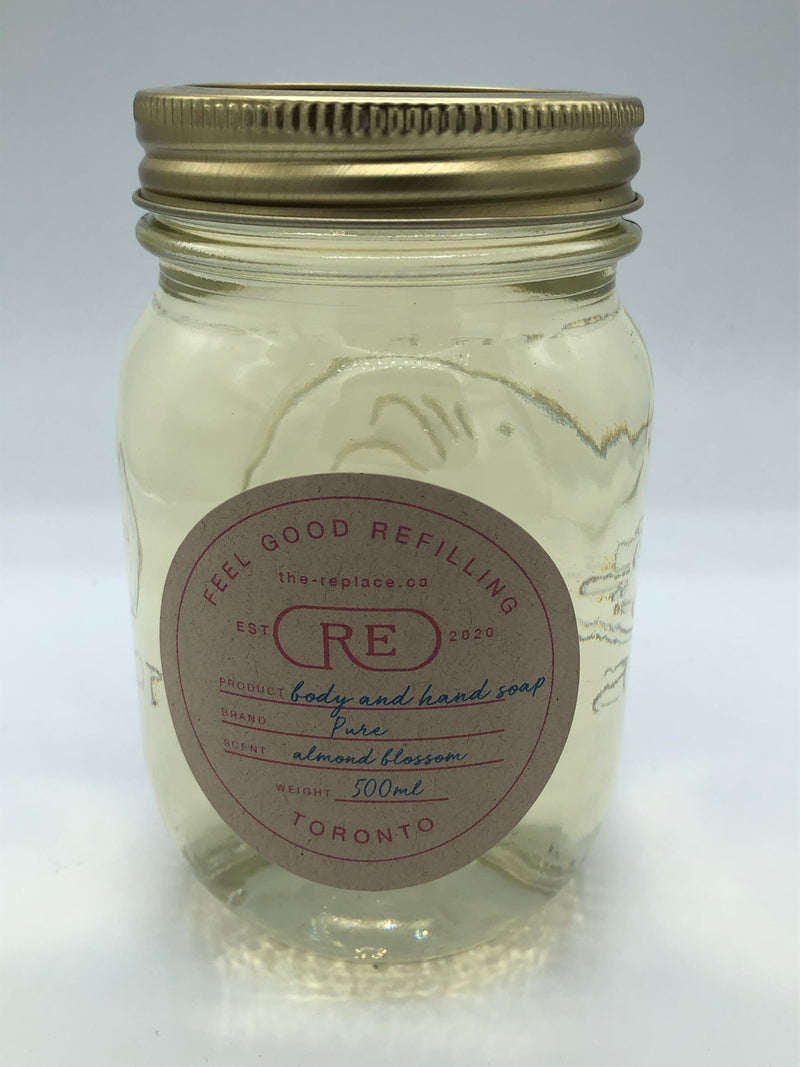 FEEL GOOD REFILLING
the-replace.ca
EST RE 2020
PRODUCT body and hand soap
BRAND Pure
SCENT almond blossom
WEIGHT 500ml
TORONTO